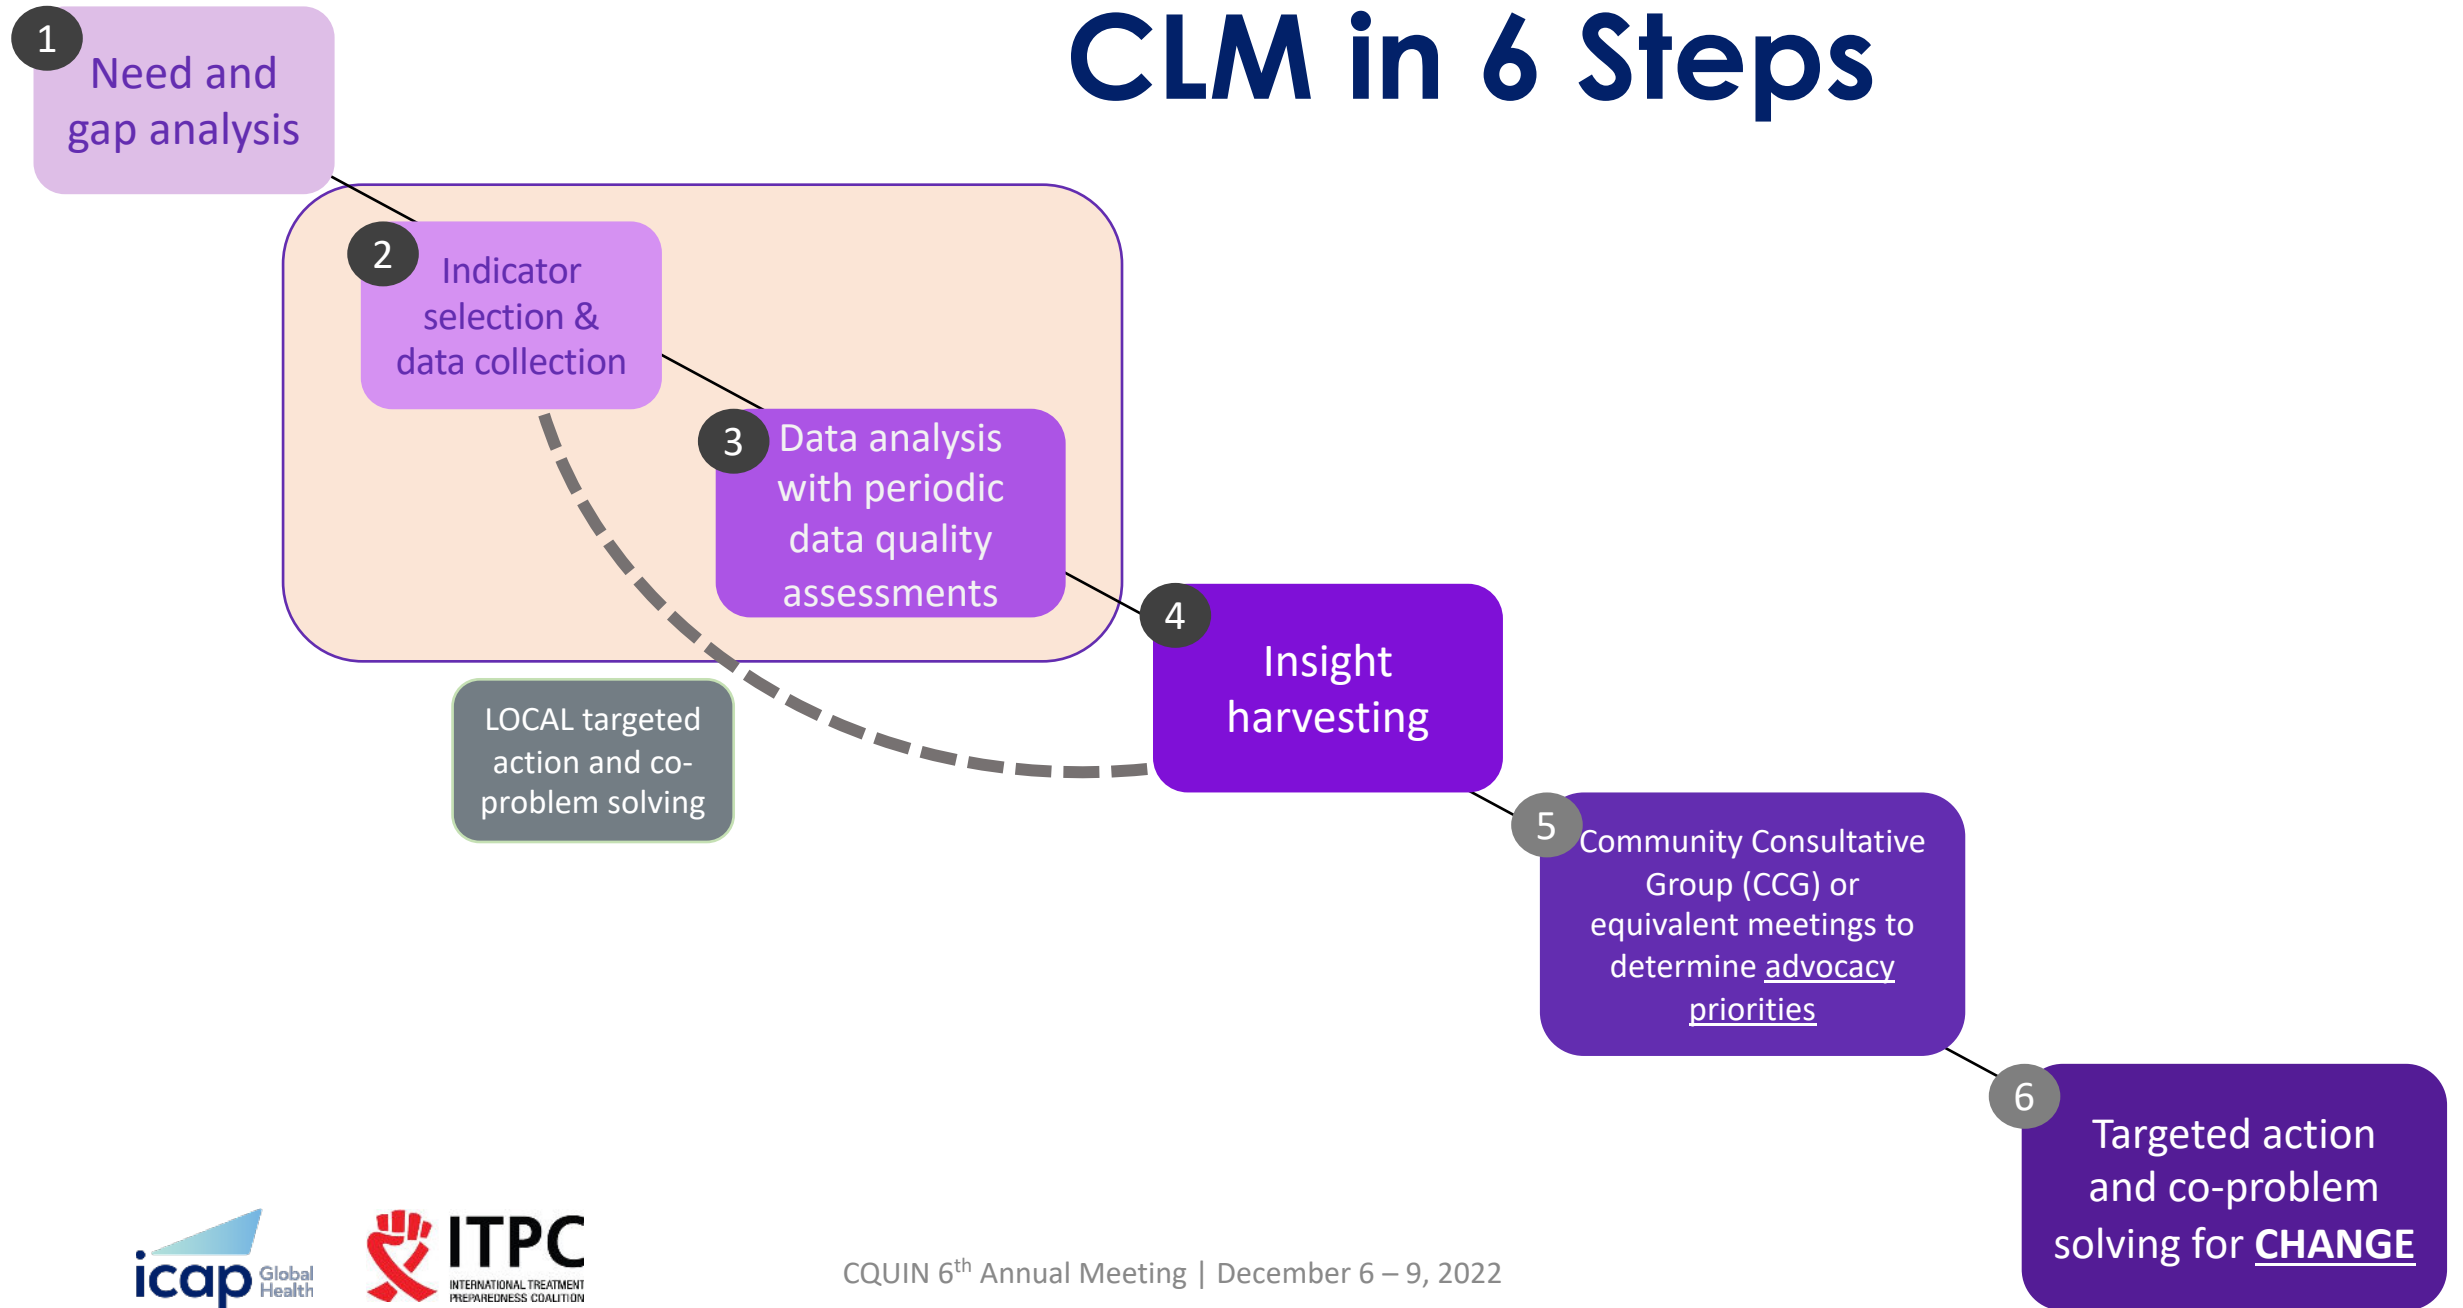 CLM in 6 Steps
1
Need and
gap analysis
2
Indicator
selection &
data collection
3
Data analysis
with periodic
data quality
assessments
4
Insight
harvesting
LOCAL targeted
action and co-
problem solving
5
Community Consultative
Group (CCG) or
equivalent meetings to
determine advocacy
priorities
6
Targeted action
and co-problem
solving for CHANGE
icap Global
Health
ITPC
INTERNATIONAL TREATMENT
PREPAREDNESS COALITION
CQUIN 6th Annual Meeting | December 6 – 9, 2022